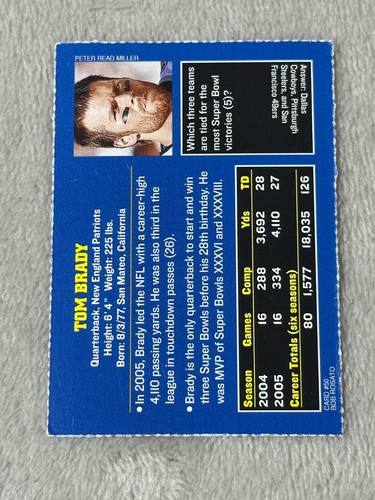 PETER READ MILLER
TOM BRADY
Quarterback, New England Patriots
Height: 6' 4" Weight: 225 lbs.
Born: 8/3/77, San Mateo, California
• In 2005, Brady led the NFL with a career-high
4,110 passing yards. He was also third in the
league in touchdown passes (26).
• Brady is the only quarterback to start and win
three Super Bowls before his 28th birthday. He
was MVP of Super Bowls XXXVI and XXXVIII.
Which three teams
are tied for the
most Super Bowl
victories (5)?
Answer: Dallas
Cowboys, Pittsburgh
Steelers, and San
Francisco 49ers
Season Games Comp Yds TD
2004 16 288 3,692 28
2005 16 334 4,110 27
Career Totals (six seasons)
80 1,577 18,035 126
CARD #50
BOB ROSATO